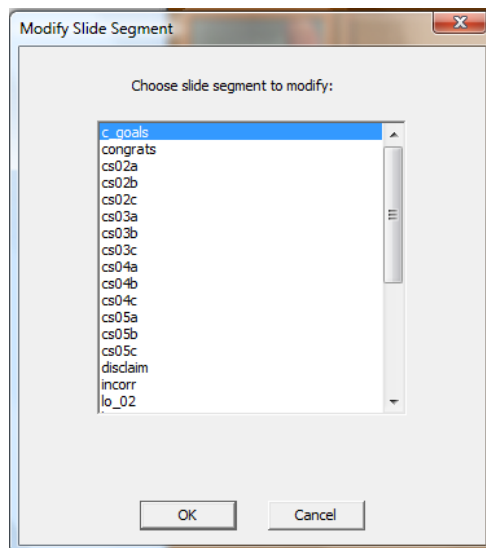 Modify Slide Segment
Choose slide segment to modify:
c_goals
congrats
cs02a
cs02b
cs02c
cs03a
cs03b
cs03c
cs04a
cs04b
cs04c
cs05a
cs05b
cs05c
disclaim
incorr
lo_02
OK
Cancel